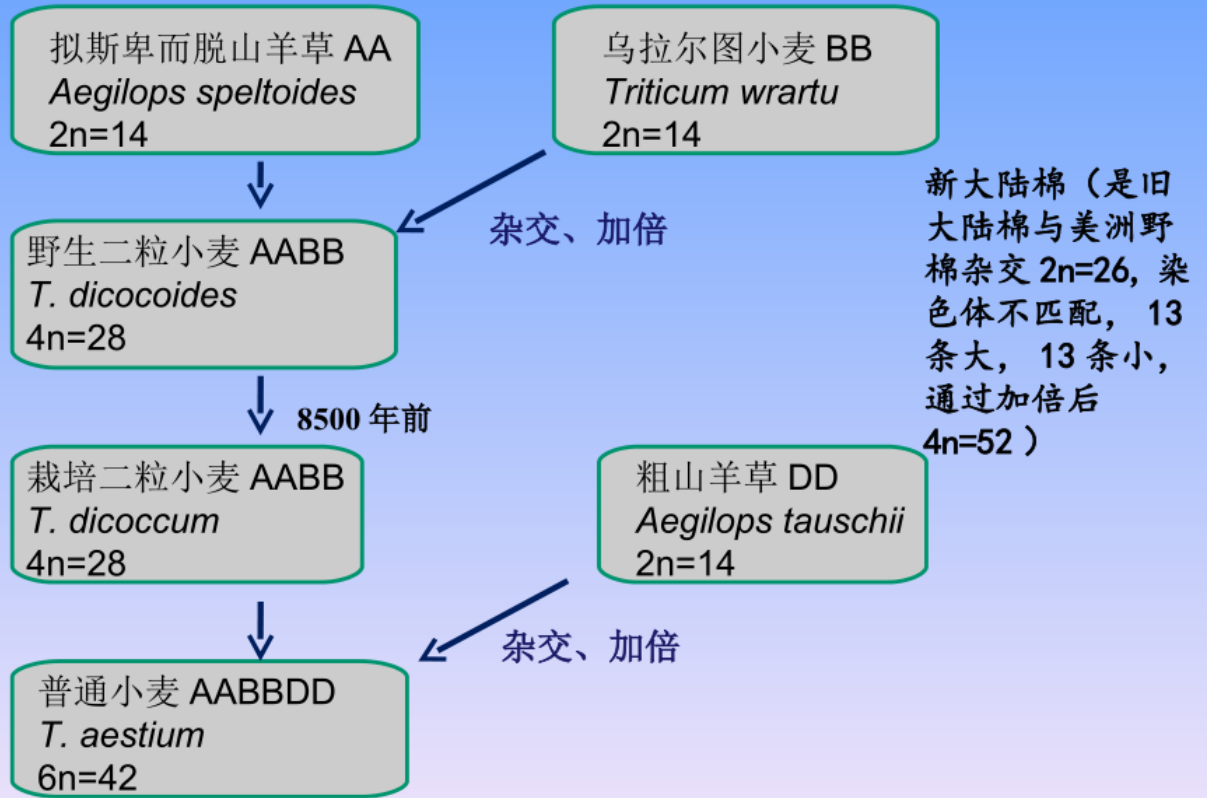 拟斯卑而脱山羊草 AA
Aegilops speltoides
2n=14
乌拉尔图小麦 BB
Triticum wrartu
2n=14
杂交、加倍
野生二粒小麦 AABB
T. dicocoides
4n=28
新大陆棉（是旧
大陆棉与美洲野
棉杂交 2n=26, 染
色体不匹配， 13
条大， 13 条小，
通过加倍后
4n=52 ）
8500 年前
栽培二粒小麦 AABB
T. dicoccum
4n=28
粗山羊草 DD
Aegilops tauschii
2n=14
杂交、加倍
普通小麦 AABBDD
T. aestium
6n=42